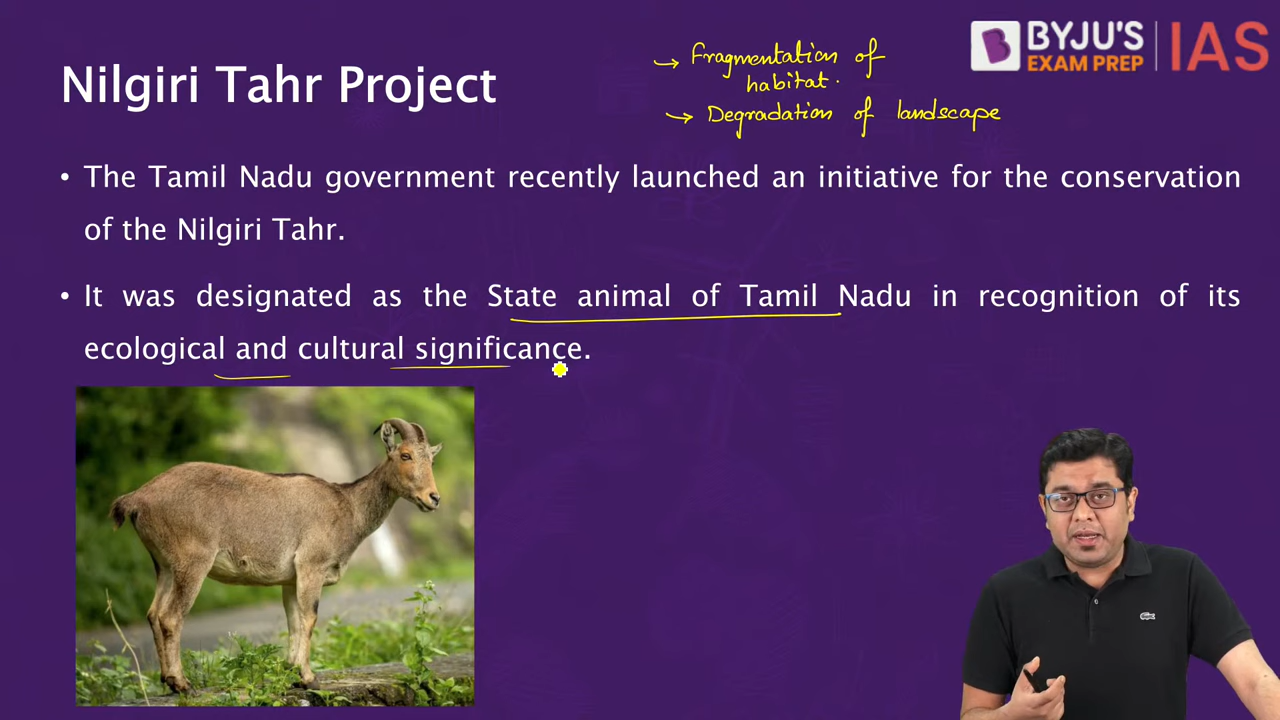 → Fragmentation of
habitat.
→ Degradation of landscape
BYJU'S
EXAM PREP
IAS
Nilgiri Tahr Project
• The Tamil Nadu government recently launched an initiative for the conservation
of the Nilgiri Tahr.
• It was designated as the State animal of Tamil Nadu in recognition of its
ecological and cultural significance.